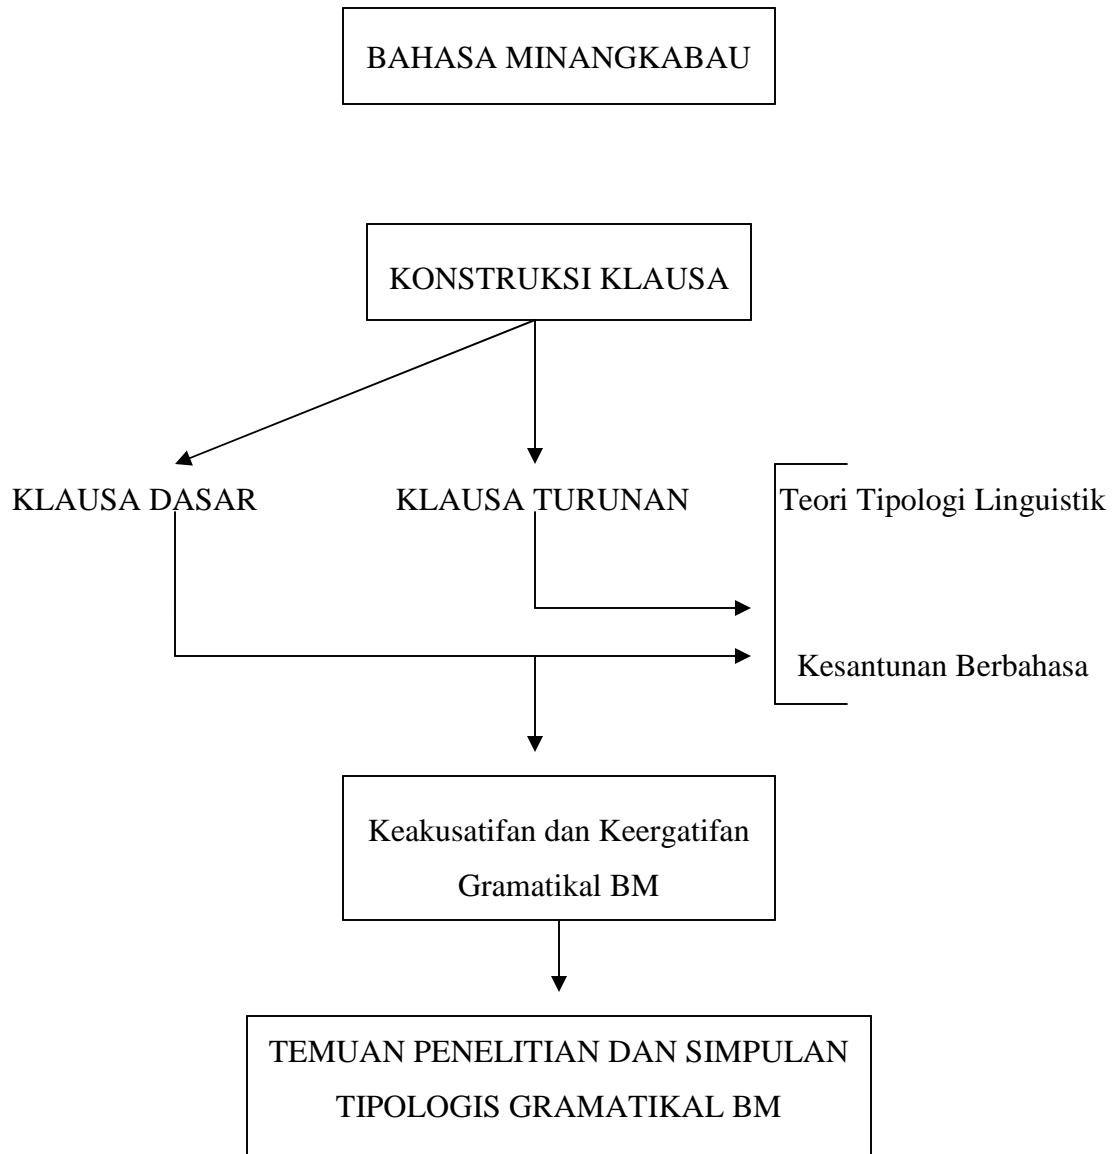 BAHASA MINANGKABAU
KONSTRUKSI KLAUSA
KLAUSA DASAR
KLAUSA TURUNAN
Teori Tipologi Linguistik
Kesantunan Berbahasa
Keakusatifan dan Keergatifan
Gramatikal BM
TEMUAN PENELITIAN DAN SIMPULAN
TIPOLOGIS GRAMATIKAL BM